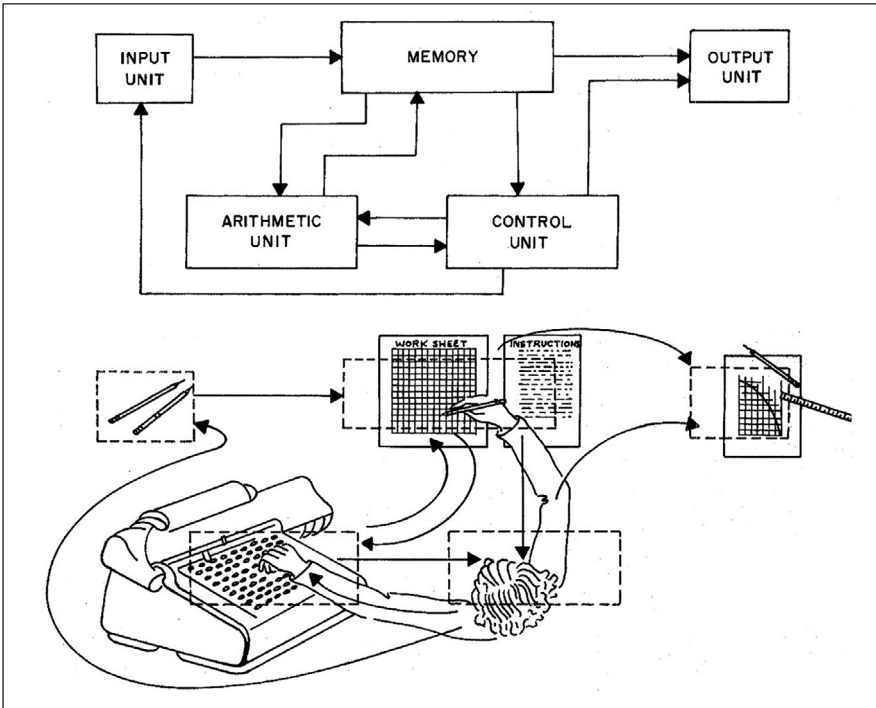 INPUT
UNIT
MEMORY
OUTPUT
UNIT
ARITHMETIC
UNIT
CONTROL
UNIT
WORK SHEET
INSTRUCTIONS